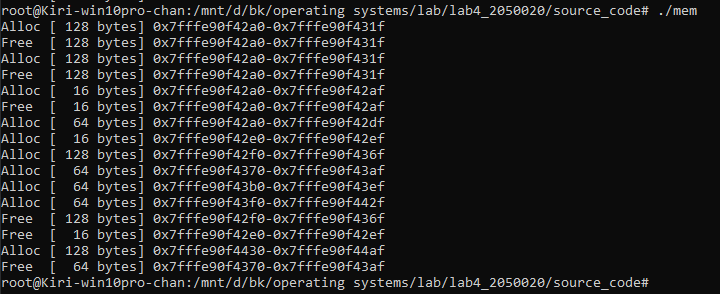 root@Kiri-win10pro-chan:/mnt/d/bk/operating systems/lab/lab4_2050020/source_code# ./mem
Alloc [ 128 bytes] 0x7fffe90f42a0-0x7fffe90f431f
Free  [ 128 bytes] 0x7fffe90f42a0-0x7fffe90f431f
Alloc [ 128 bytes] 0x7fffe90f42a0-0x7fffe90f431f
Free  [ 128 bytes] 0x7fffe90f42a0-0x7fffe90f431f
Alloc [  16 bytes] 0x7fffe90f42a0-0x7fffe90f42af
Free  [  16 bytes] 0x7fffe90f42a0-0x7fffe90f42af
Alloc [  64 bytes] 0x7fffe90f42a0-0x7fffe90f42df
Alloc [  16 bytes] 0x7fffe90f42e0-0x7fffe90f42ef
Alloc [ 128 bytes] 0x7fffe90f42f0-0x7fffe90f436f
Alloc [  64 bytes] 0x7fffe90f4370-0x7fffe90f43af
Alloc [  64 bytes] 0x7fffe90f43b0-0x7fffe90f43ef
Alloc [  64 bytes] 0x7fffe90f43f0-0x7fffe90f442f
Free  [ 128 bytes] 0x7fffe90f42f0-0x7fffe90f436f
Free  [  16 bytes] 0x7fffe90f42e0-0x7fffe90f42ef
Alloc [ 128 bytes] 0x7fffe90f4430-0x7fffe90f44af
Free  [  64 bytes] 0x7fffe90f4370-0x7fffe90f43af
root@Kiri-win10pro-chan:/mnt/d/bk/operating systems/lab/lab4_2050020/source_code#